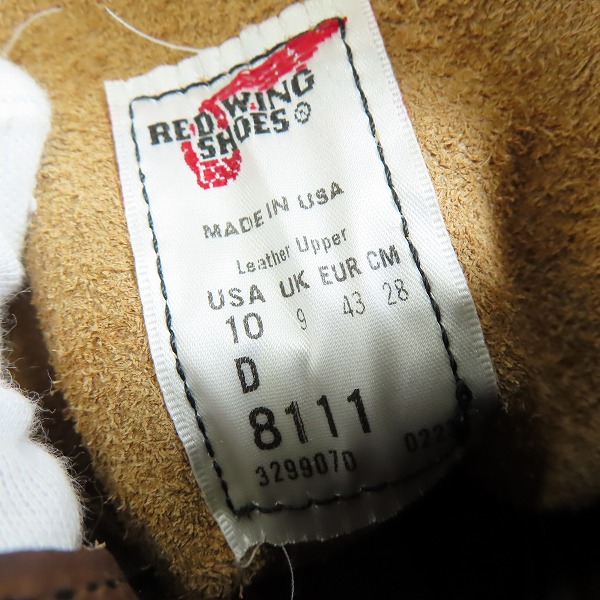 RED WING
SHOES®
MADE IN USA
Leather Upper
USA UK EUR CM
10 9 43 28
D
8111
3299070